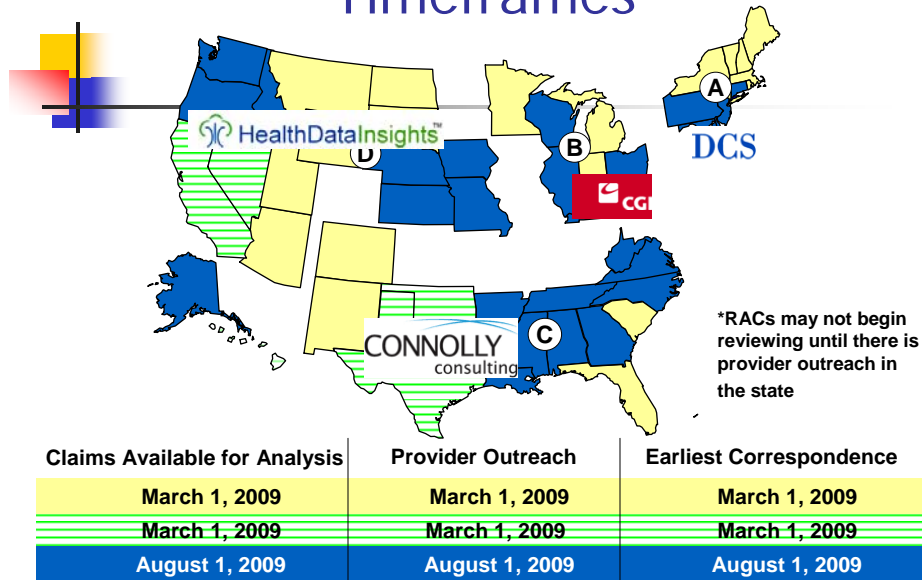 Timeframes
HealthDataInsights™
D
B
A
DCS
CGI
CONNOLLY
consulting
C
*RACs may not begin
reviewing until there is
provider outreach in
the state
Claims Available for Analysis Provider Outreach Earliest Correspondence
March 1, 2009 March 1, 2009 March 1, 2009
March 1, 2009 March 1, 2009 March 1, 2009
August 1, 2009 August 1, 2009 August 1, 2009